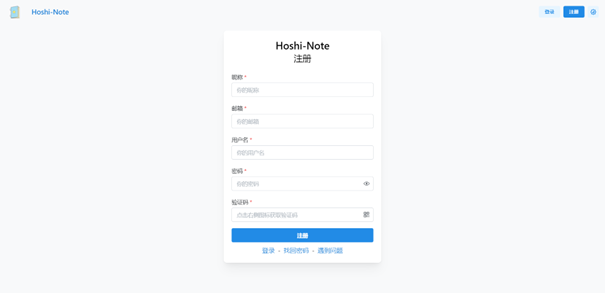 Hoshi-Note
登录
注册
Hoshi-Note
注册
昵称 *
你的昵称
邮箱 *
你的邮箱
用户名 *
你的用户名
密码 *
你的密码
验证码 *
点击右侧图标获取验证码
注册
登录 • 找回密码 • 遇到问题